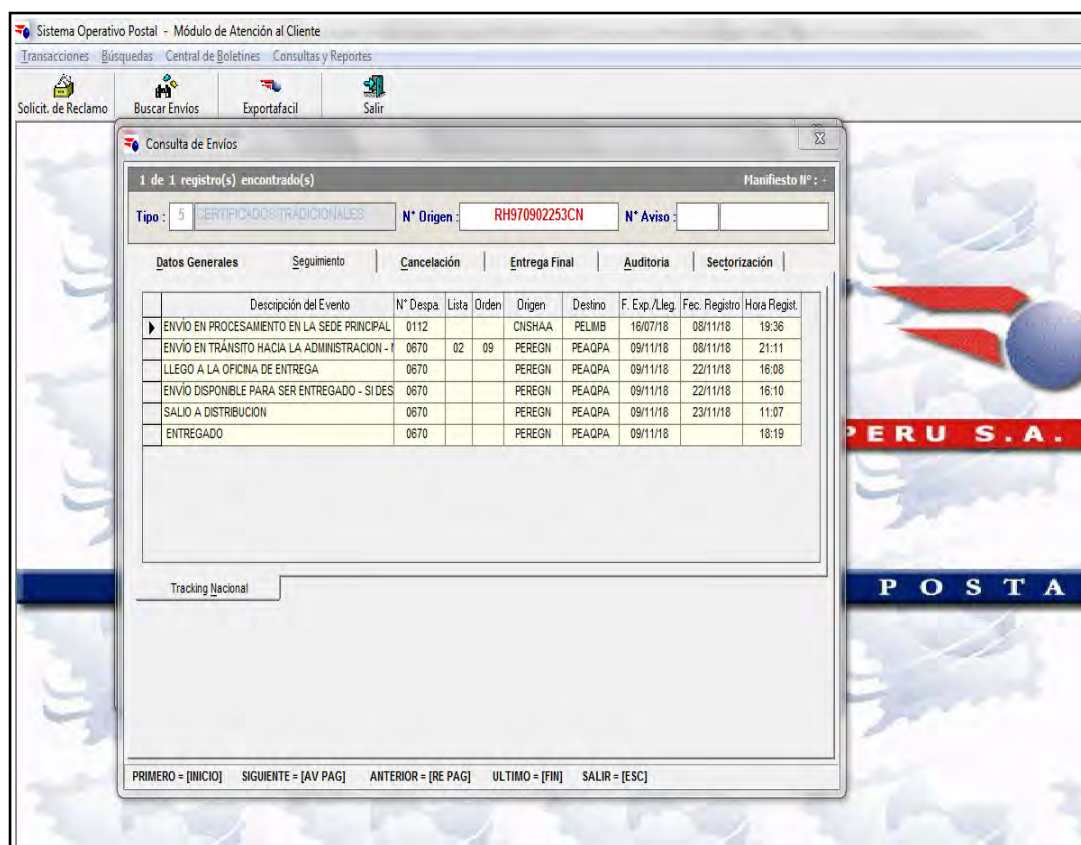 Sistema Operativo Postal - Módulo de Atención al Cliente
Transacciones Búsquedas Central de Boletines Consultas y Reportes
Solicit. de Reclamo Buscar Envíos Exportafacil Salir
Consulta de Envíos
1 de 1 registro(s) encontrado(s) Manifiesto Nº : -
Tipo : 5 CERTIFICADOS TRADICIONALES N° Origen : RH970902253CN N° Aviso :
Datos Generales Seguimiento Cancelación Entrega Final Auditoria Sectorización
Descripción del Evento N° Despa. Lista Orden Origen Destino F. Exp./Lleg. Fec. Registro Hora Regist.
ENVÍO EN PROCESAMIENTO EN LA SEDE PRINCIPAL 0112 CNSHAA PELIMB 16/07/18 08/11/18 19:36
ENVÍO EN TRÁNSITO HACIA LA ADMINISTRACION - 0670 02 09 PEREGN PEAQPA 09/11/18 08/11/18 21:11
LLEGO A LA OFICINA DE ENTREGA 0670 PEREGN PEAQPA 09/11/18 22/11/18 16:08
ENVÍO DISPONIBLE PARA SER ENTREGADO - SI DES 0670 PEREGN PEAQPA 09/11/18 22/11/18 16:10
SALIO A DISTRIBUCION 0670 PEREGN PEAQPA 09/11/18 23/11/18 11:07
ENTREGADO 0670 PEREGN PEAQPA 09/11/18 18:19
PERU S.A.
Tracking Nacional
POSTA
PRIMERO = [INICIO] SIGUIENTE = [AV PAG] ANTERIOR = [RE PAG] ULTIMO = [FIN] SALIR = [ESC]